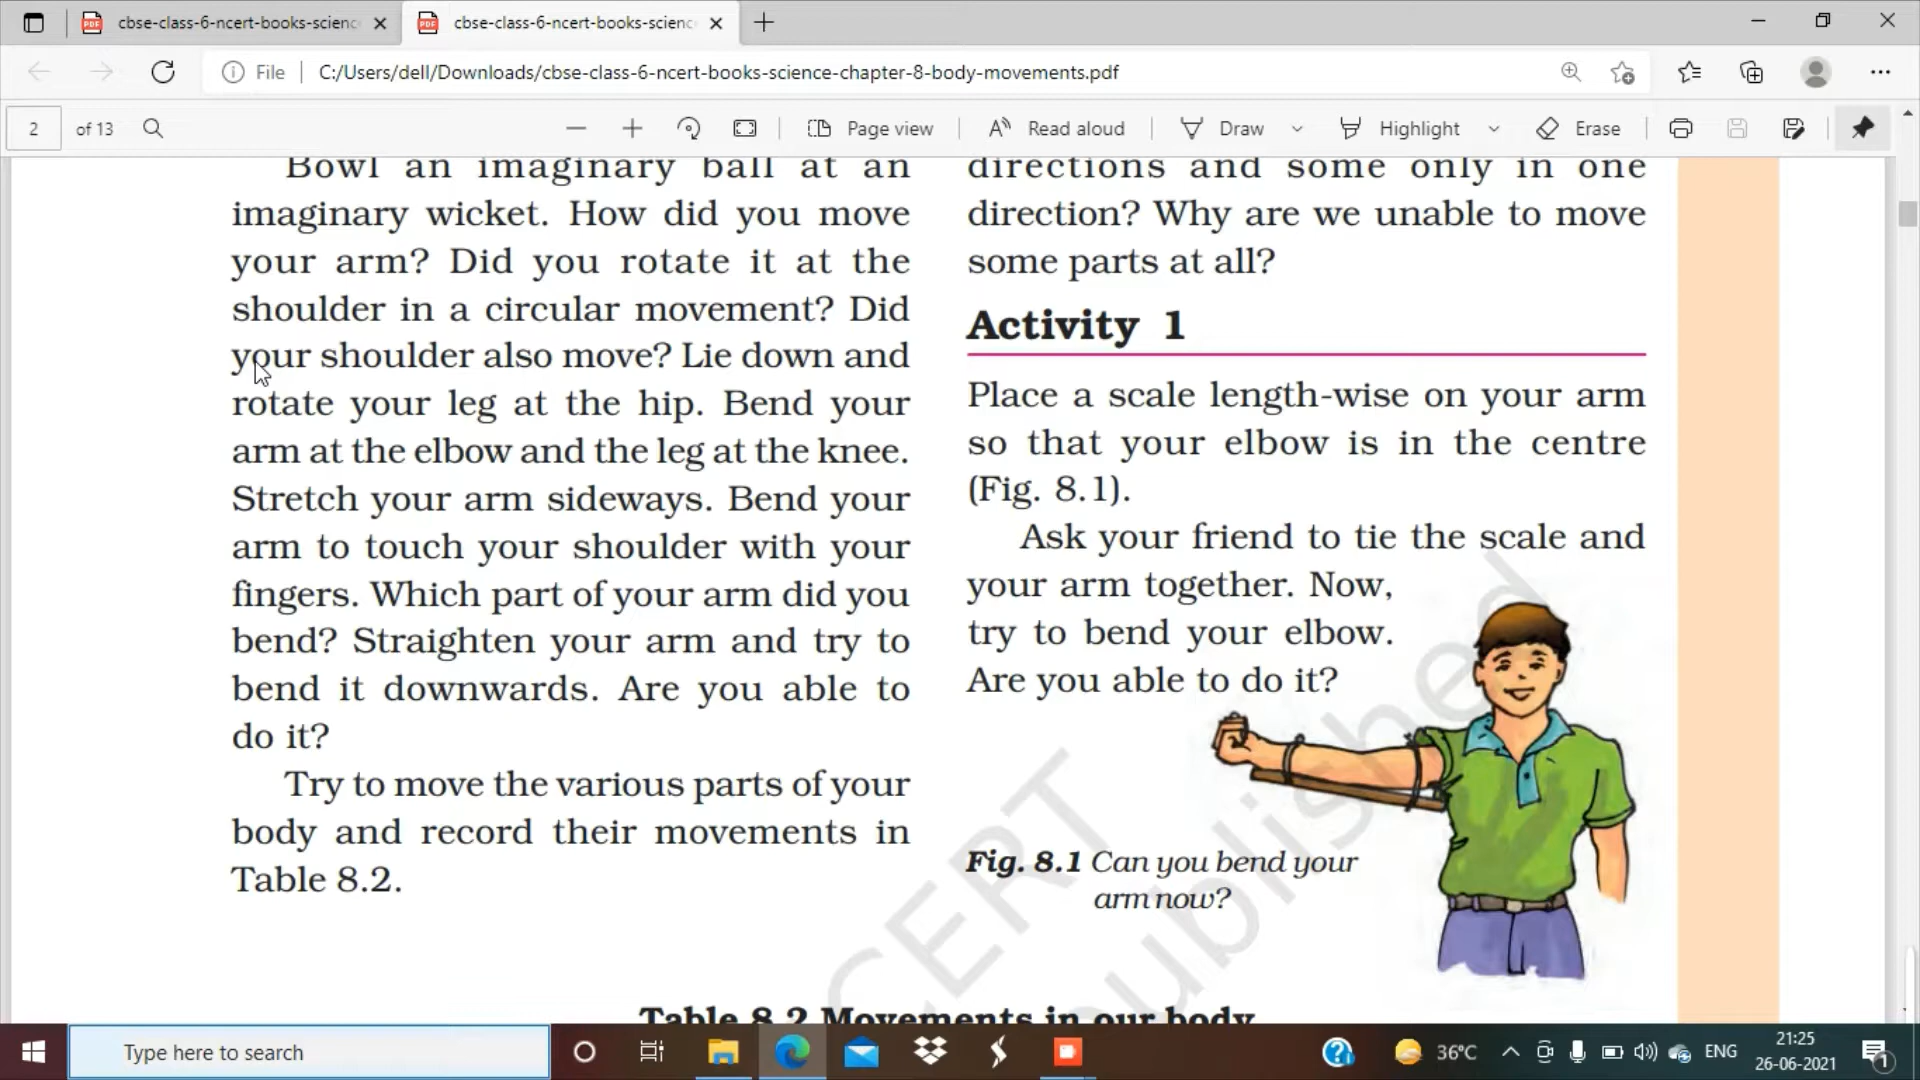 cbse-class-6-ncert-books-scienc
cbse-class-6-ncert-books-scienc
File
C:/Users/dell/Downloads/cbse-class-6-ncert-books-science-chapter-8-body-movements.pdf
2 of 13
Page view
Read aloud
Draw
Highlight
Erase
Bowl an imaginary ball at an
imaginary wicket. How did you move
your arm? Did you rotate it at the
shoulder in a circular movement? Did
your shoulder also move? Lie down and
rotate your leg at the hip. Bend your
arm at the elbow and the leg at the knee.
Stretch your arm sideways. Bend your
arm to touch your shoulder with your
fingers. Which part of your arm did you
bend? Straighten your arm and try to
bend it downwards. Are you able to
do it?
Try to move the various parts of your
body and record their movements in
Table 8.2.
directions and some only in one
direction? Why are we unable to move
some parts at all?
Activity 1
Place a scale length-wise on your arm
so that your elbow is in the centre
(Fig. 8.1).
Ask your friend to tie the scale and
your arm together. Now,
try to bend your elbow.
Are you able to do it?
Fig. 8.1 Can you bend your
arm now?
CERT
published
Table 8.2 Movements in our body
Type here to search
36°C
ENG
21:25
26-06-2021
1